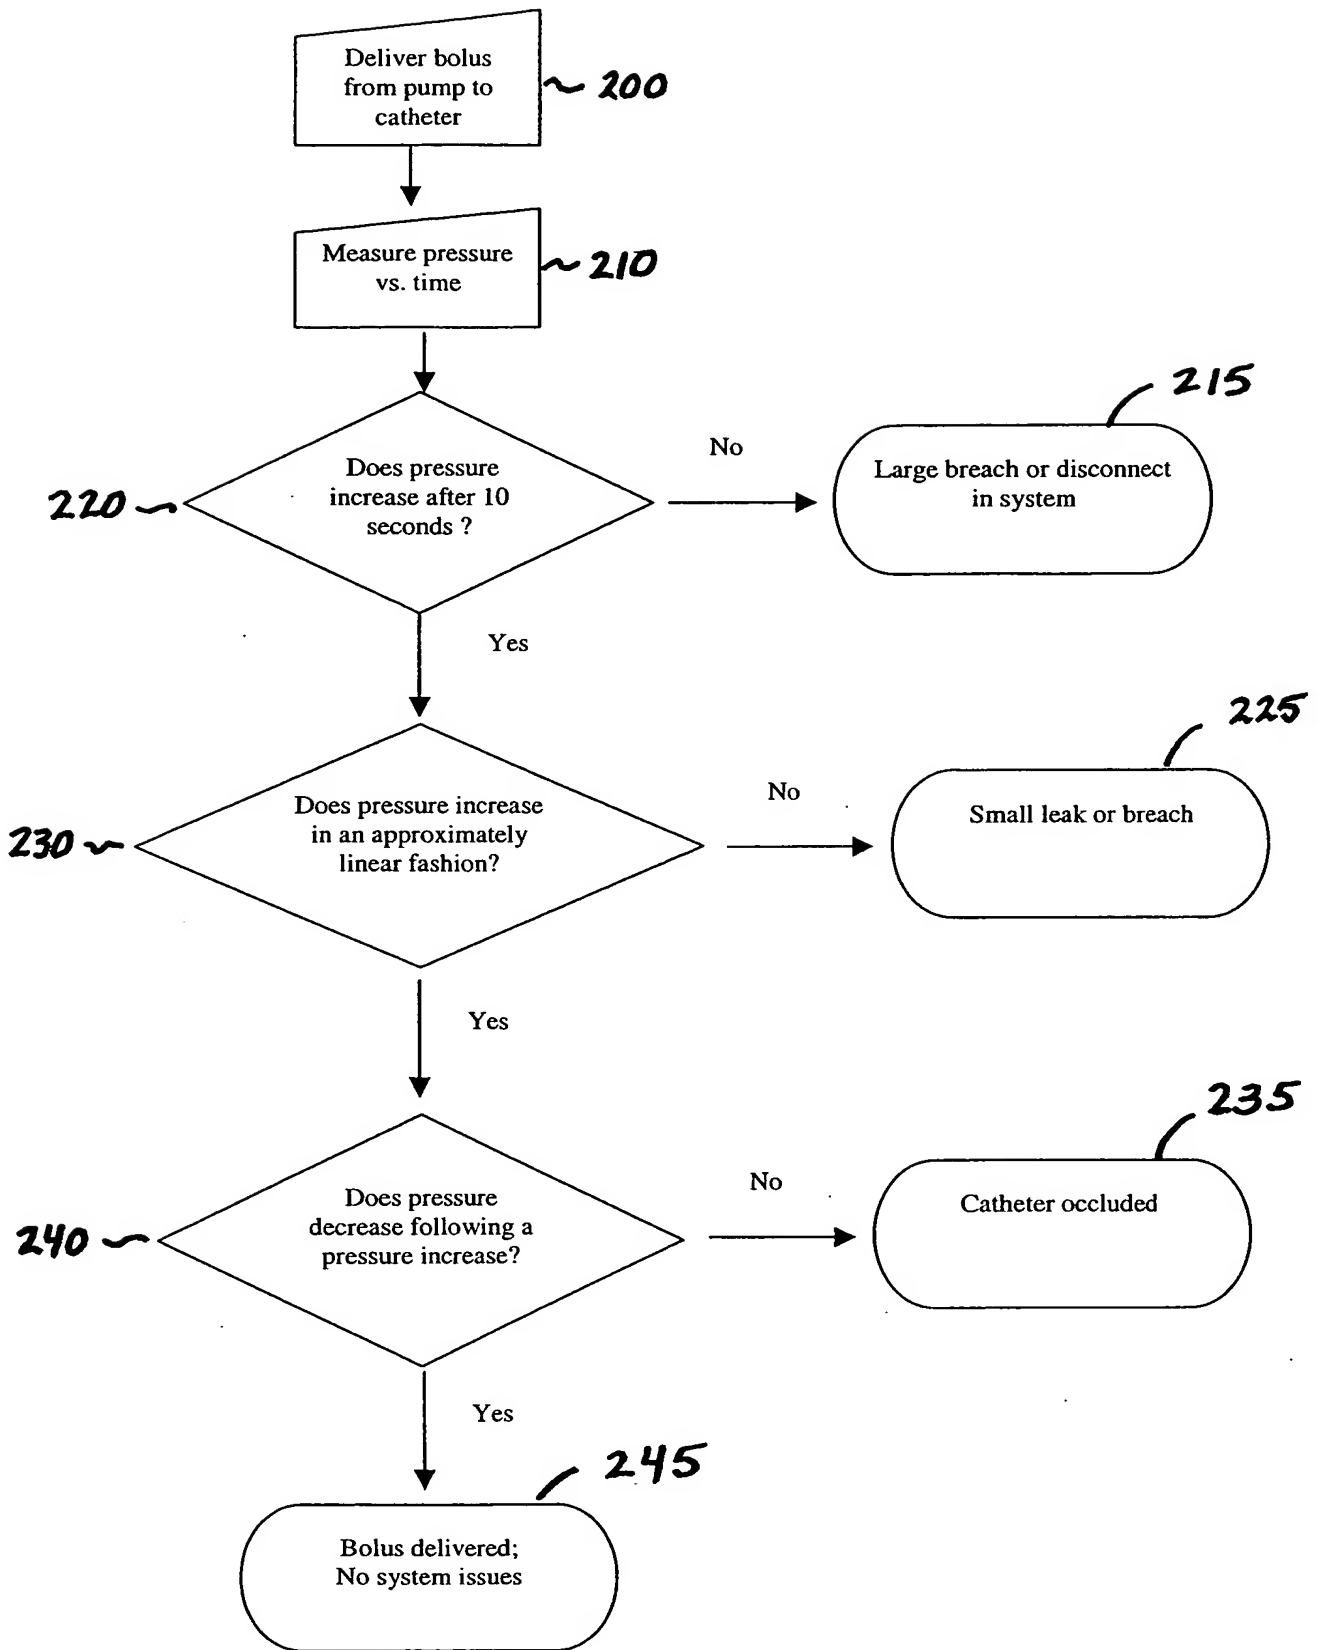 Deliver bolus
from pump to
catheter
200
Measure pressure
vs. time
210
215
No
Large breach or disconnect
in system
Does pressure
increase after 10
seconds ?
220
Yes
225
No
Small leak or breach
Does pressure increase
in an approximately
linear fashion?
230
Yes
235
No
Catheter occluded
Does pressure
decrease following a
pressure increase?
240
Yes
245
Bolus delivered;
No system issues